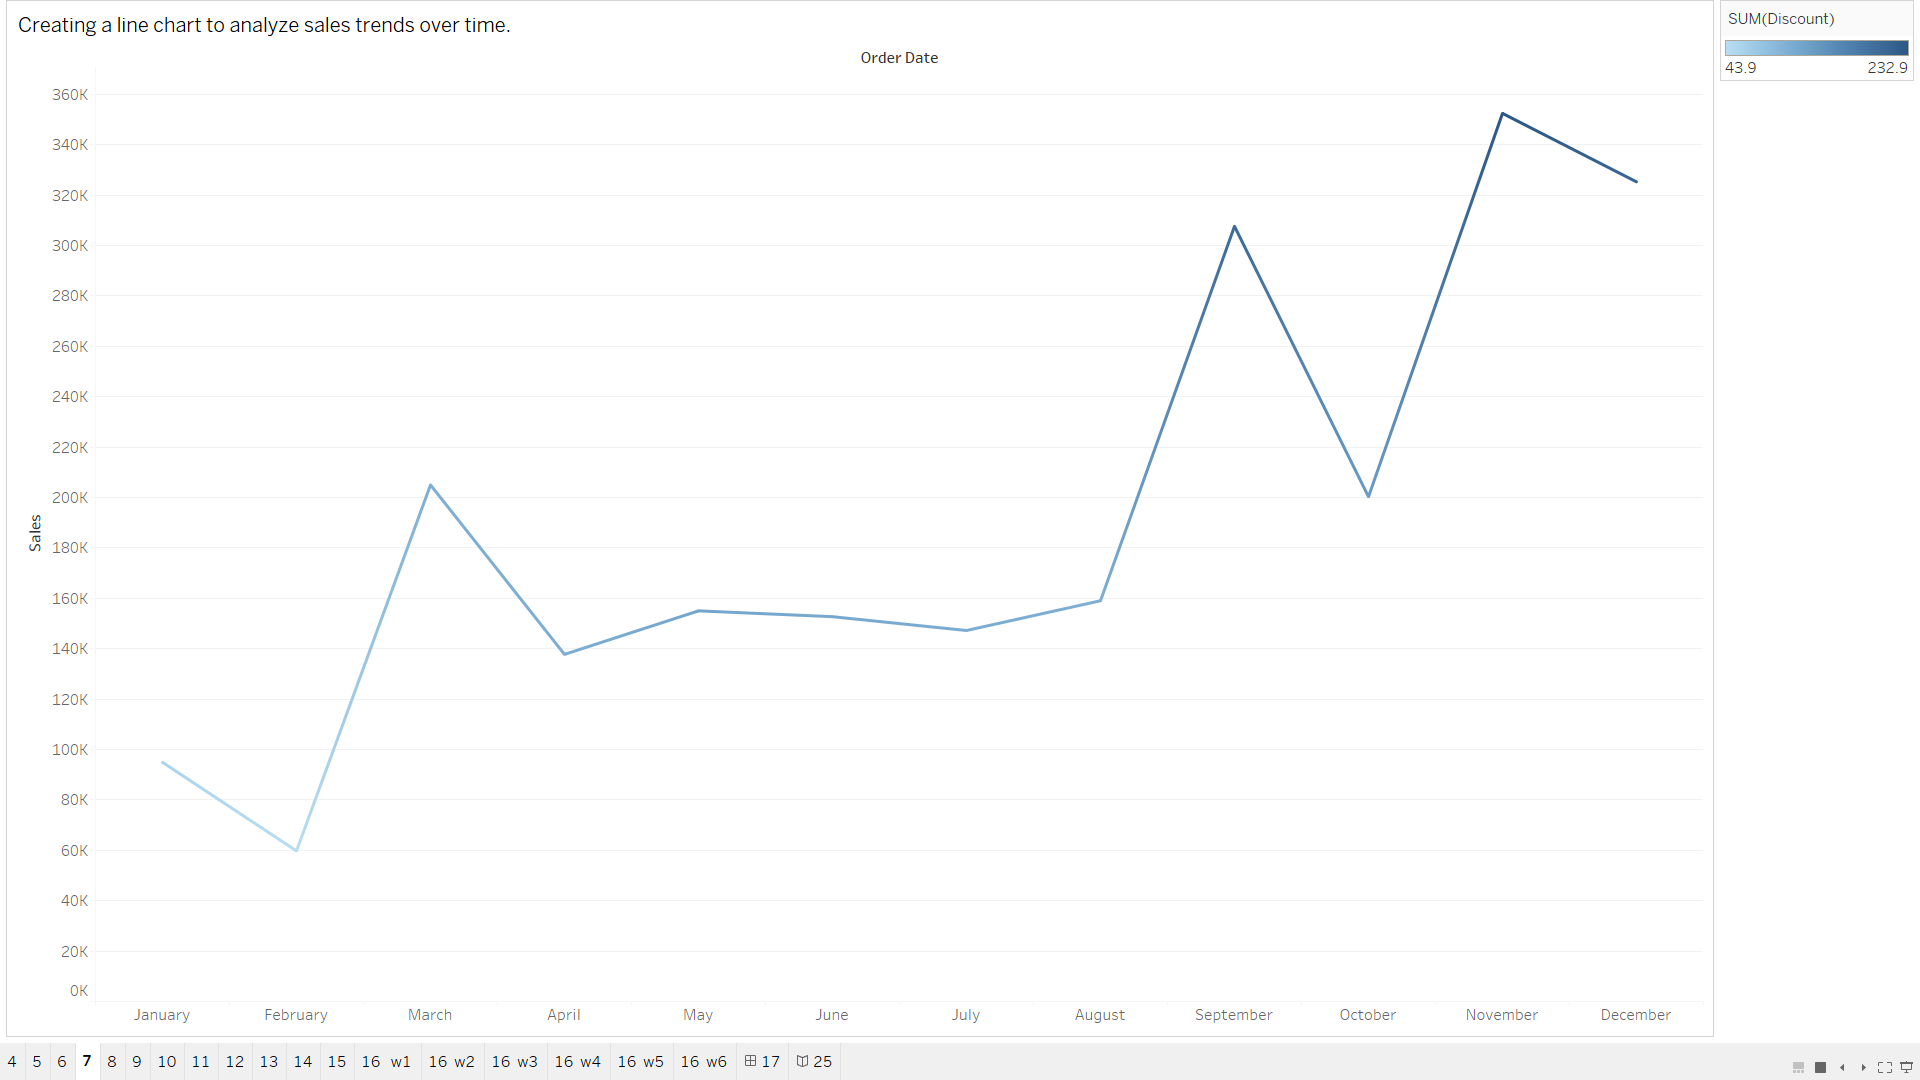 Creating a line chart to analyze sales trends over time.
SUM(Discount)
43.9 232.9
Order Date
360K
340K
320K
300K
280K
260K
240K
220K
200K
180K
160K
140K
120K
100K
80K
60K
40K
20K
0K
Sales
January February March April May June July August September October November December
4 5 6 7 8 9 10 11 12 13 14 15 16 w1 16 w2 16 w3 16 w4 16 w5 16 w6 17 25